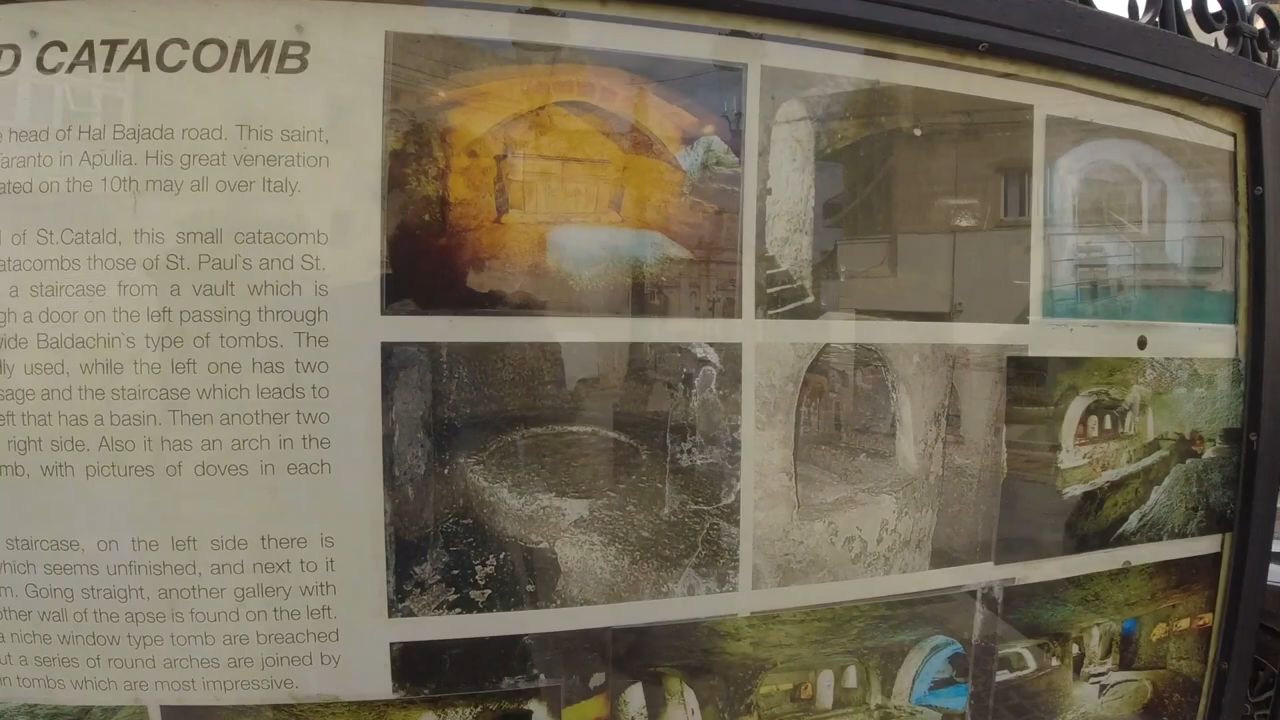 D CATACOMB
head of Hal Bajada road. This saint,
aranto in Apulia. His great veneration
ated on the 10th may all over Italy.
of St.Catald, this small catacomb
atacombs those of St. Paul`s and St.
a staircase from a vault which is
gh a door on the left passing through
vide Baldachin`s type of tombs. The
lly used, while the left one has two
sage and the staircase which leads to
eft that has a basin. Then another two
right side. Also it has an arch in the
mb, with pictures of doves in each
staircase, on the left side there is
which seems unfinished, and next to it
m. Going straight, another gallery with
other wall of the apse is found on the left.
a niche window type tomb are breached
ut a series of round arches are joined by
in tombs which are most impressive.